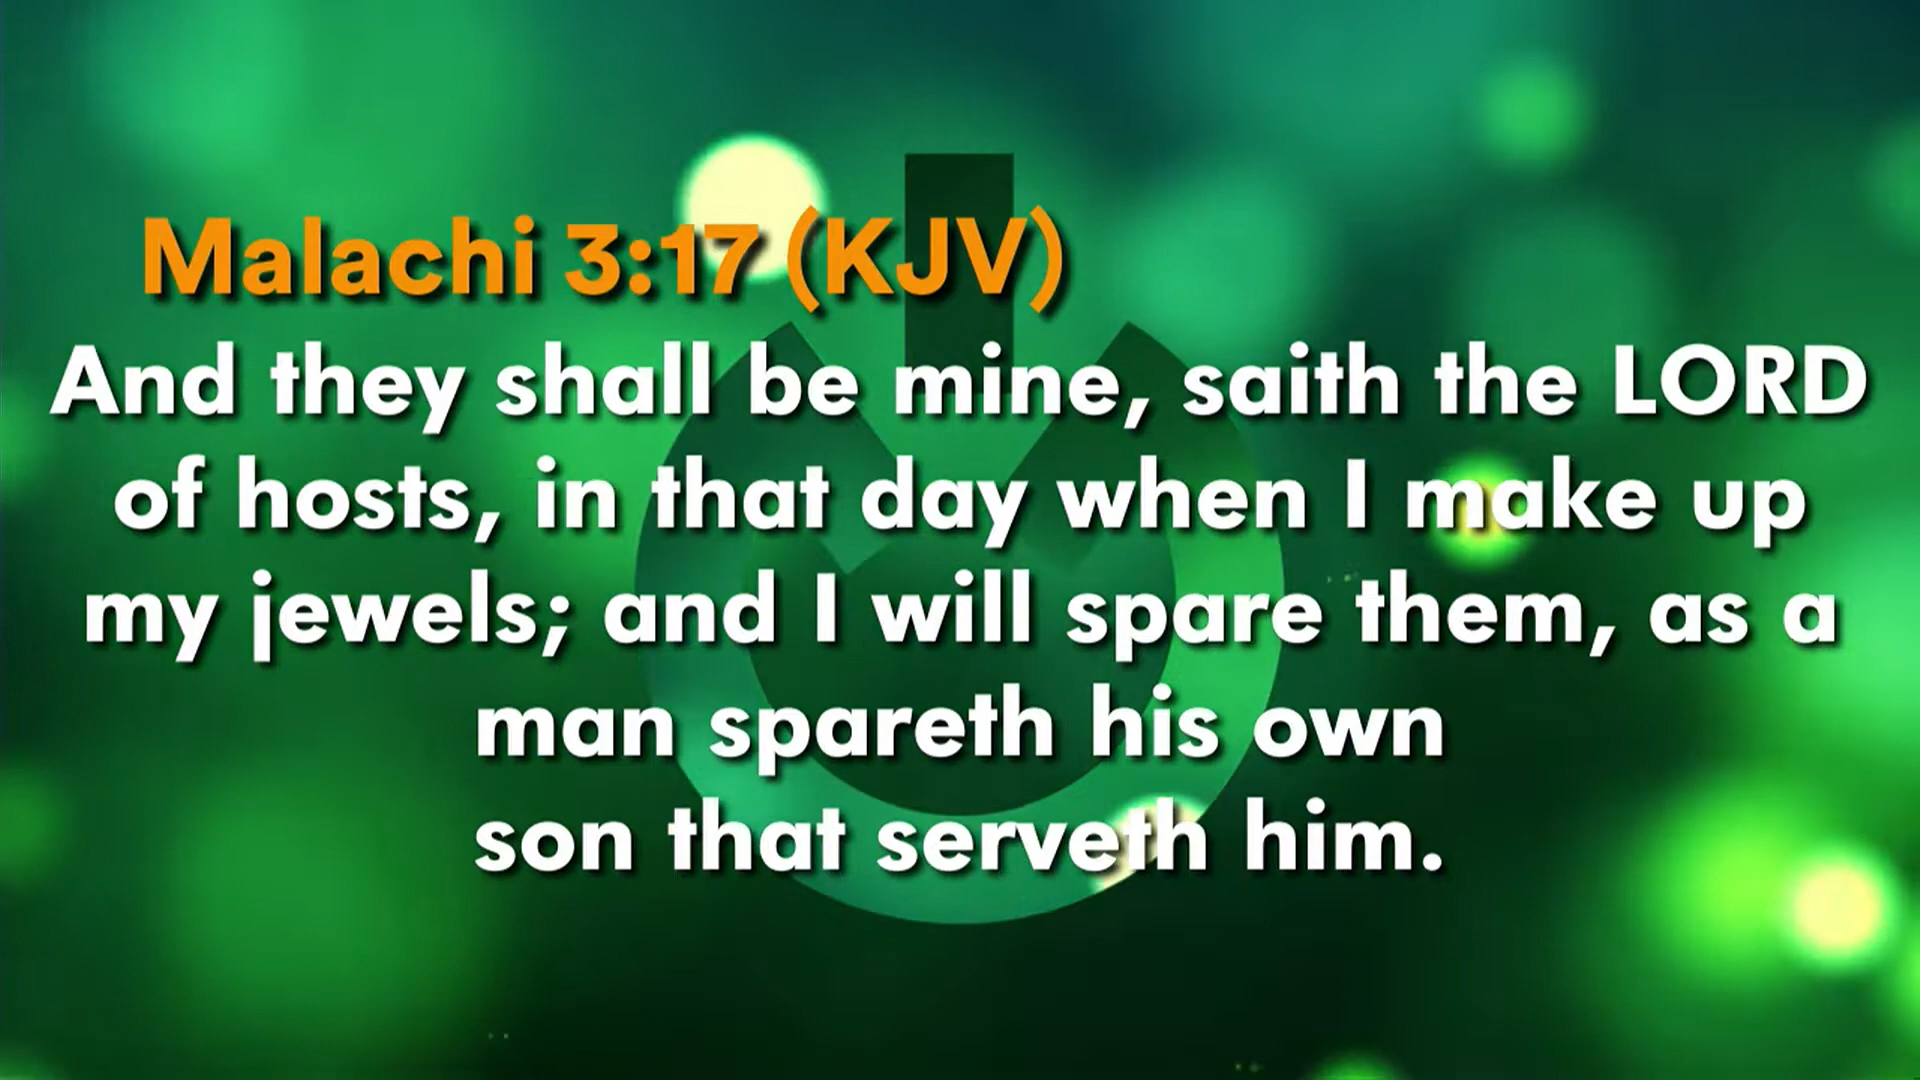 Malachi 3:17 (KJV)
And they shall be mine, saith the LORD
of hosts, in that day when I make up
my jewels; and I will spare them, as a
man spareth his own
son that serveth him.